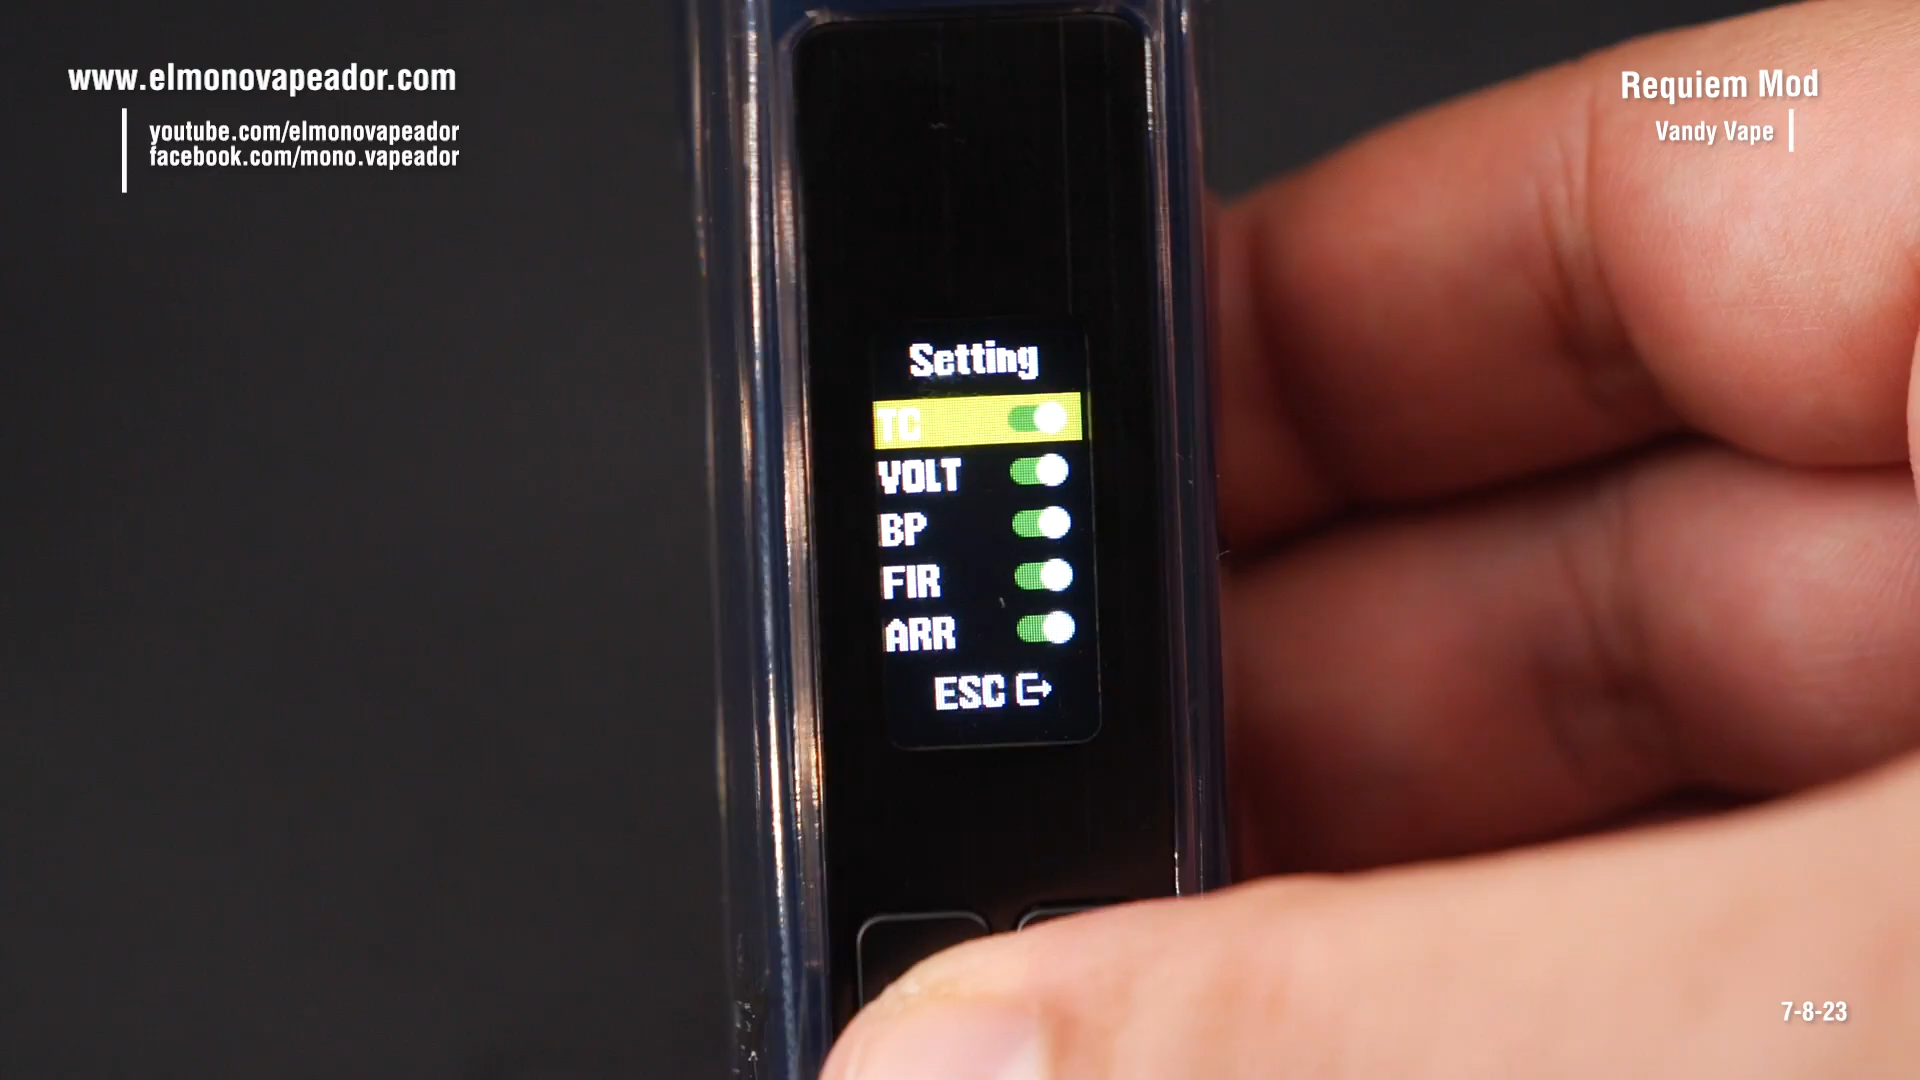 www.elmonovapeador.com
youtube.com/elmonovapeador
facebook.com/mono.vapeador
Requiem Mod
Vandy Vape
Setting
TC
VOLT
BP
FIR
ARR
ESC
7-8-23